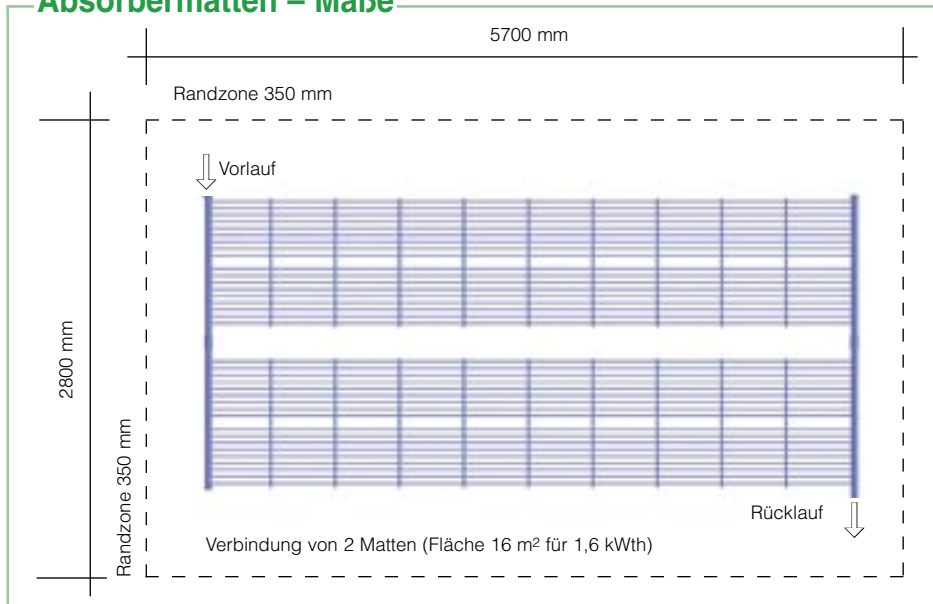 Absorbermatten – Maße
5700 mm
Randzone 350 mm
Vorlauf
2800 mm
Randzone 350 mm
Rücklauf
Verbindung von 2 Matten (Fläche 16 m² für 1,6 kWth)